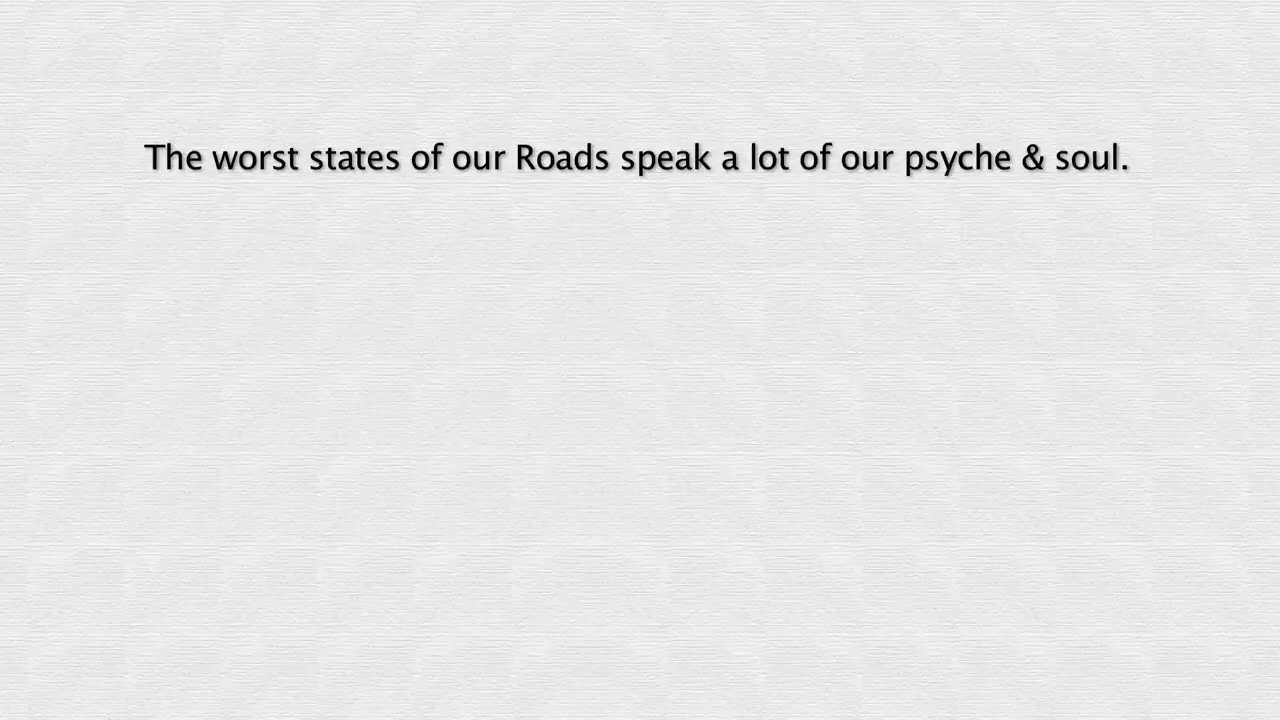 The worst states of our Roads speak a lot of our psyche & soul.